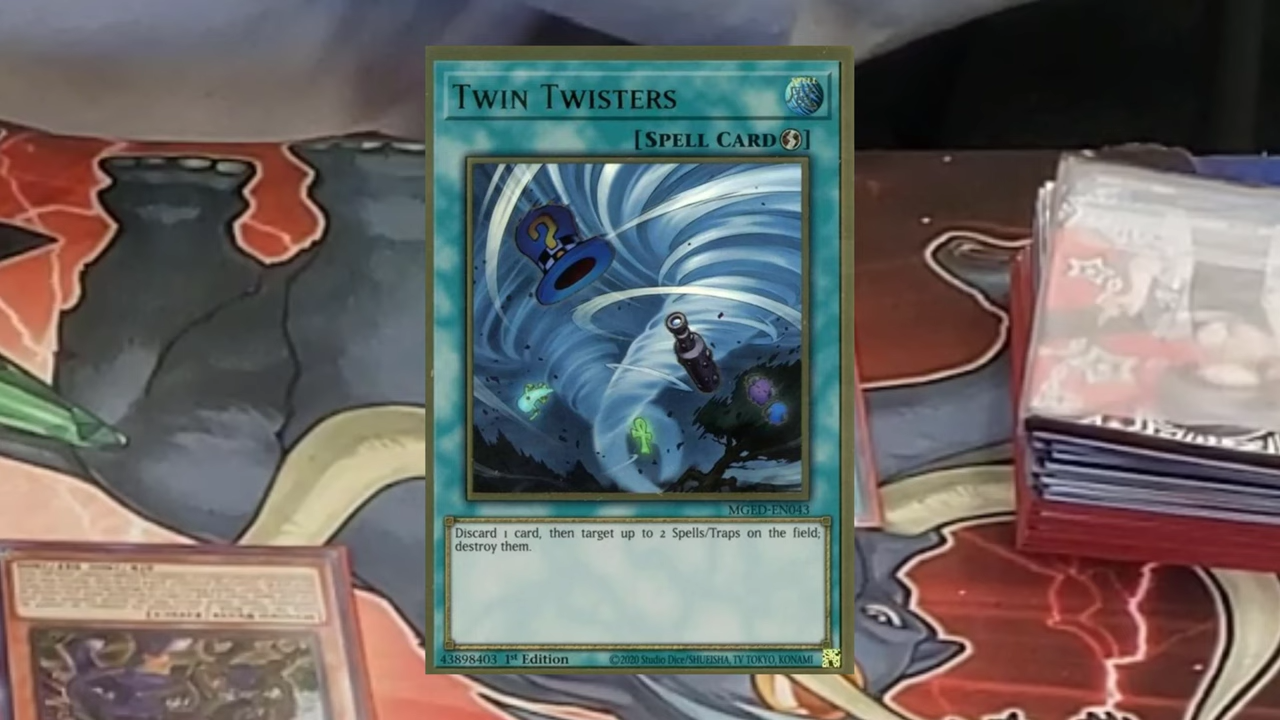 TWIN TWISTERS
SPELL
[SPELL CARD]
?
MGED-EN043
Discard 1 card, then target up to 2 Spells/Traps on the field;
destroy them.
43898403 1st Edition ©2020 Studio Dice/SHUEISHA, TV TOKYO, KONAMI